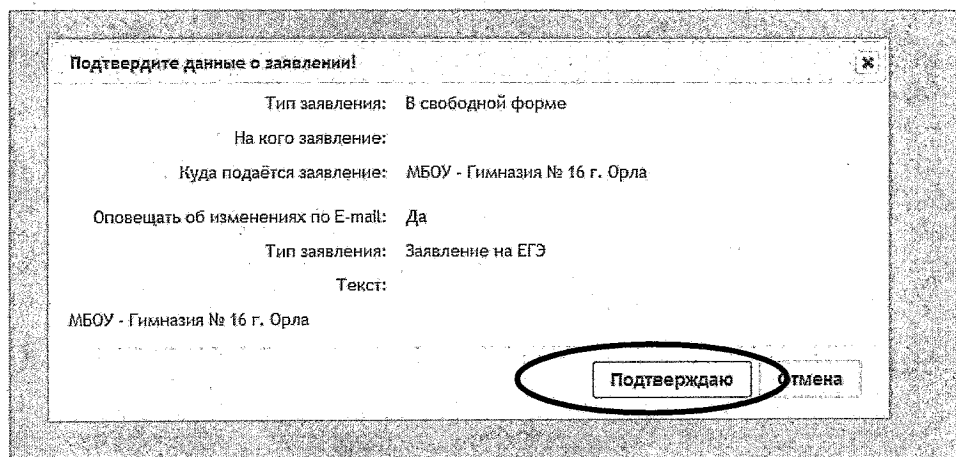 Подтвердите данные о заявлении!
Тип заявления: В свободной форме
На кого заявление:
Куда подаётся заявление: МБОУ - Гимназия № 16 г. Орла
Оповещать об изменениях по E-mail: Да
Тип заявления: Заявление на ЕГЭ
Текст:
МБОУ - Гимназия № 16 г. Орла
Подтверждаю Отмена